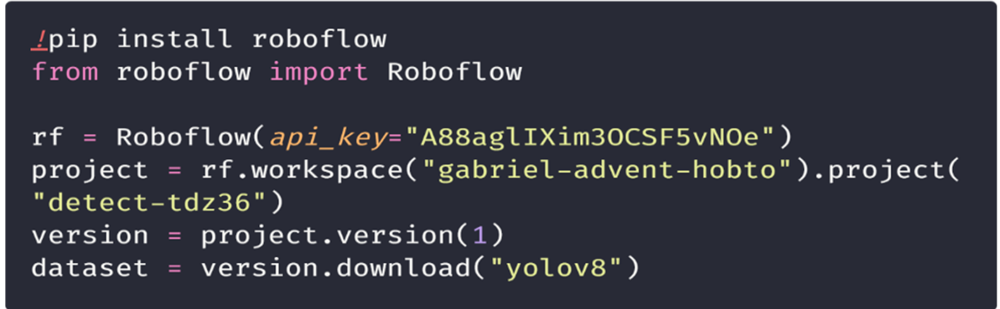 !pip install roboflow
from roboflow import Roboflow
rf = Roboflow(api_key="A88aglIXim3OCSF5vNOe")
project = rf.workspace("gabriel-advent-hobto").project(
"detect-tdz36")
version = project.version(1)
dataset = version.download("yolov8")